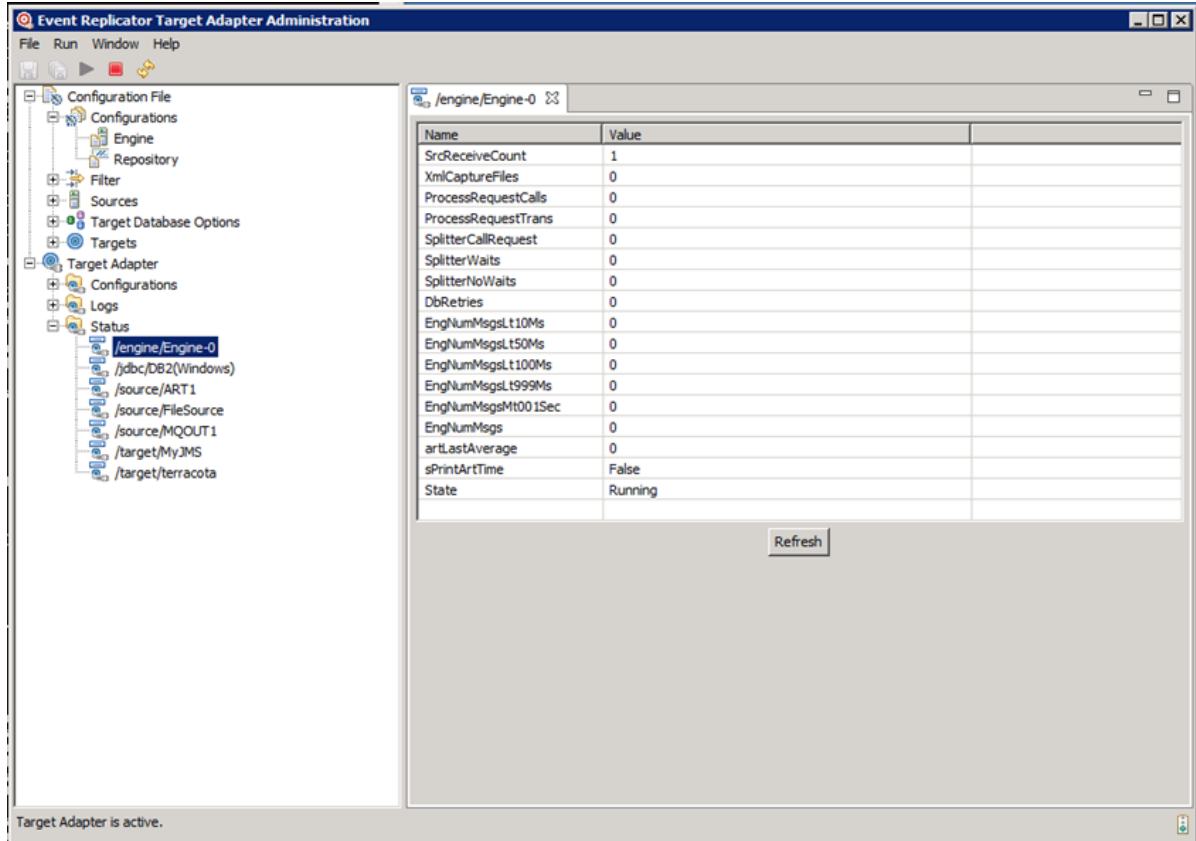 Event Replicator Target Adapter Administration
File Run Window Help
Configuration File
Configurations
Engine
Repository
Filter
Sources
Target Database Options
Targets
Target Adapter
Configurations
Logs
Status
/engine/Engine-0
/jdbc/DB2(Windows)
/source/ART1
/source/FileSource
/source/MQOUT1
/target/MyJMS
/target/terracota
/engine/Engine-0
Name Value
SrcReceiveCount 1
XmlCaptureFiles 0
ProcessRequestCalls 0
ProcessRequestTrans 0
SplitterCallRequest 0
SplitterWaits 0
SplitterNoWaits 0
DbRetries 0
EngNumMsgsLt10Ms 0
EngNumMsgsLt50Ms 0
EngNumMsgsLt100Ms 0
EngNumMsgsLt999Ms 0
EngNumMsgsMt001Sec 0
EngNumMsgs 0
artLastAverage 0
sPrintArtTime False
State Running
Refresh
Target Adapter is active.